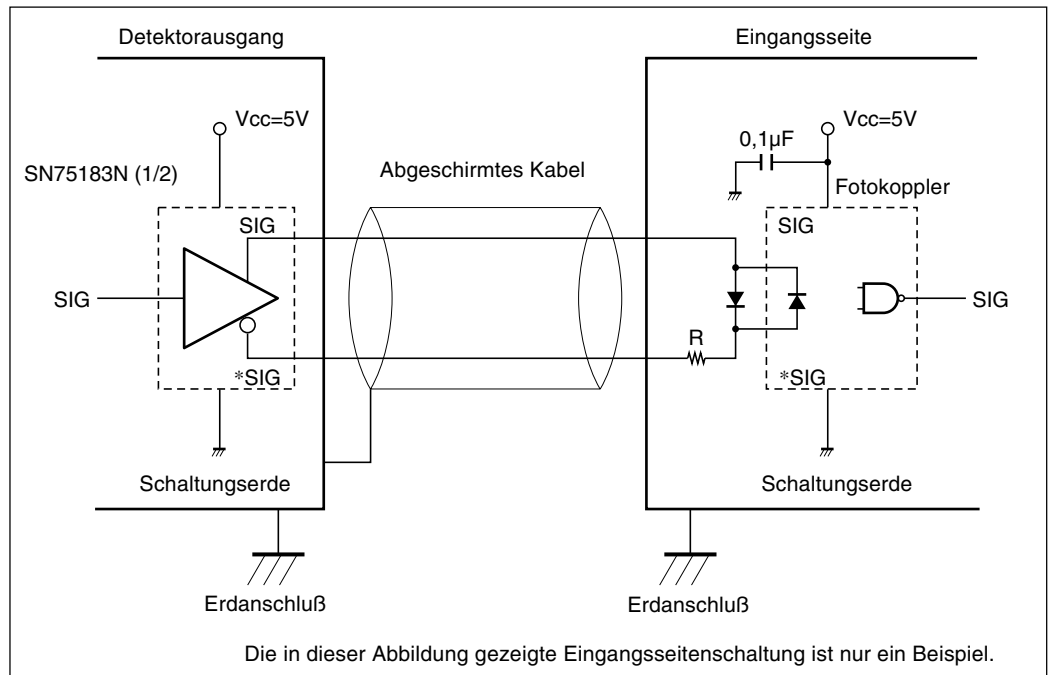 Detektorausgang
Eingangsseite
Vcc=5V
Vcc=5V
0,1µF
SN75183N (1/2)
Abgeschirmtes Kabel
Fotokoppler
SIG
SIG
SIG
SIG
R
*SIG
*SIG
Schaltungserde
Schaltungserde
Erdanschluß
Erdanschluß
Die in dieser Abbildung gezeigte Eingangsseitenschaltung ist nur ein Beispiel.